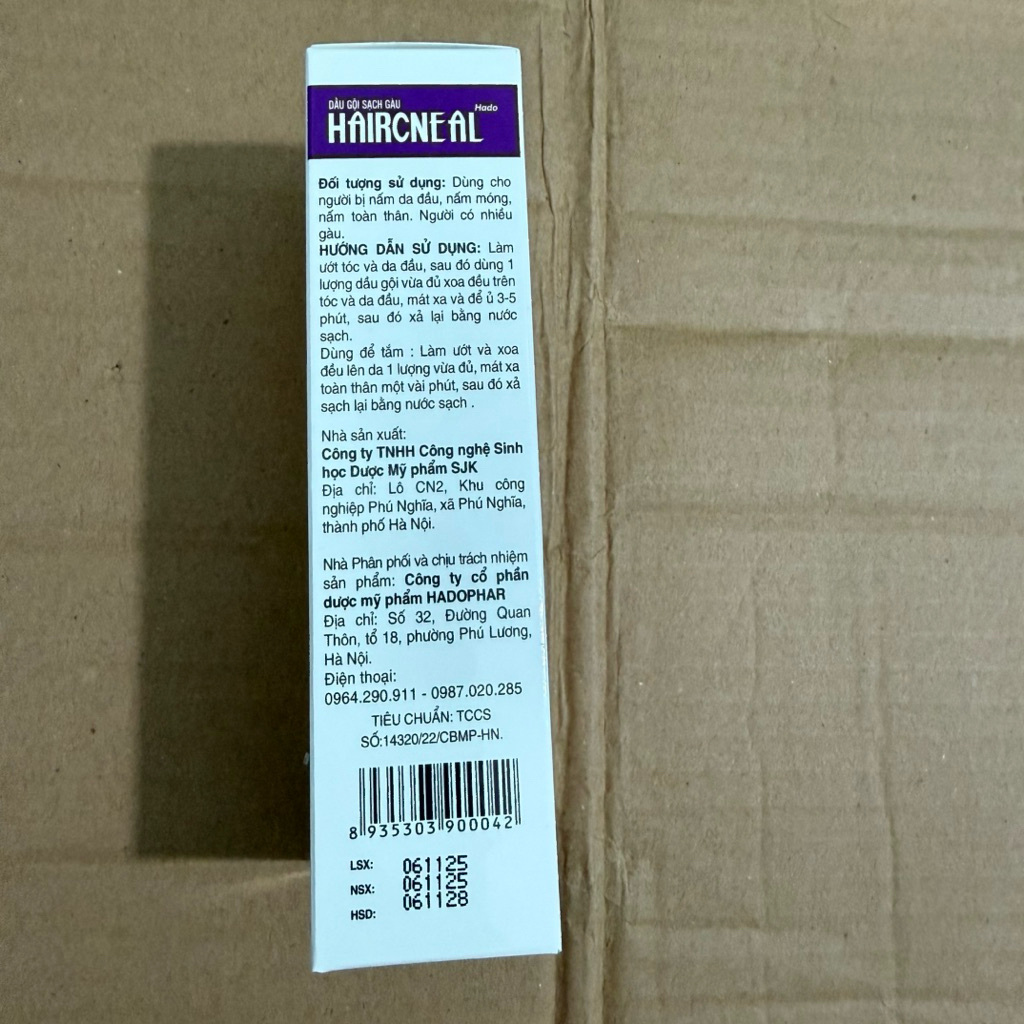 DẦU GỘI SẠCH GÀU
Hado
HAIRCNEAL
Đối tượng sử dụng: Dùng cho
người bị nấm da đầu, nấm móng,
nấm toàn thân. Người có nhiều
gàu.
HƯỚNG DẪN SỬ DỤNG: Làm
ướt tóc và da đầu, sau đó dùng 1
lượng dầu gội vừa đủ xoa đều trên
tóc và da đầu, mát xa và để ủ 3-5
phút, sau đó xả lại bằng nước
sạch.
Dùng để tắm : Làm ướt và xoa
đều lên da 1 lượng vừa đủ, mát xa
toàn thân một vài phút, sau đó xả
sạch lại bằng nước sạch .
Nhà sản xuất:
Công ty TNHH Công nghệ Sinh
học Dược Mỹ phẩm SJK
Địa chỉ: Lô CN2, Khu công
nghiệp Phú Nghĩa, xã Phú Nghĩa,
thành phố Hà Nội.
Nhà Phân phối và chịu trách nhiệm
sản phẩm: Công ty cổ phần
dược mỹ phẩm HADOPHAR
Địa chỉ: Số 32, Đường Quan
Thôn, tổ 18, phường Phú Lương,
Hà Nội.
Điện thoại:
0964.290.911 - 0987.020.285
TIÊU CHUẨN: TCCS
SỐ:14320/22/CBMP-HN.
8 935303 900042
LSX: 061125
NSX: 061125
HSD: 061128